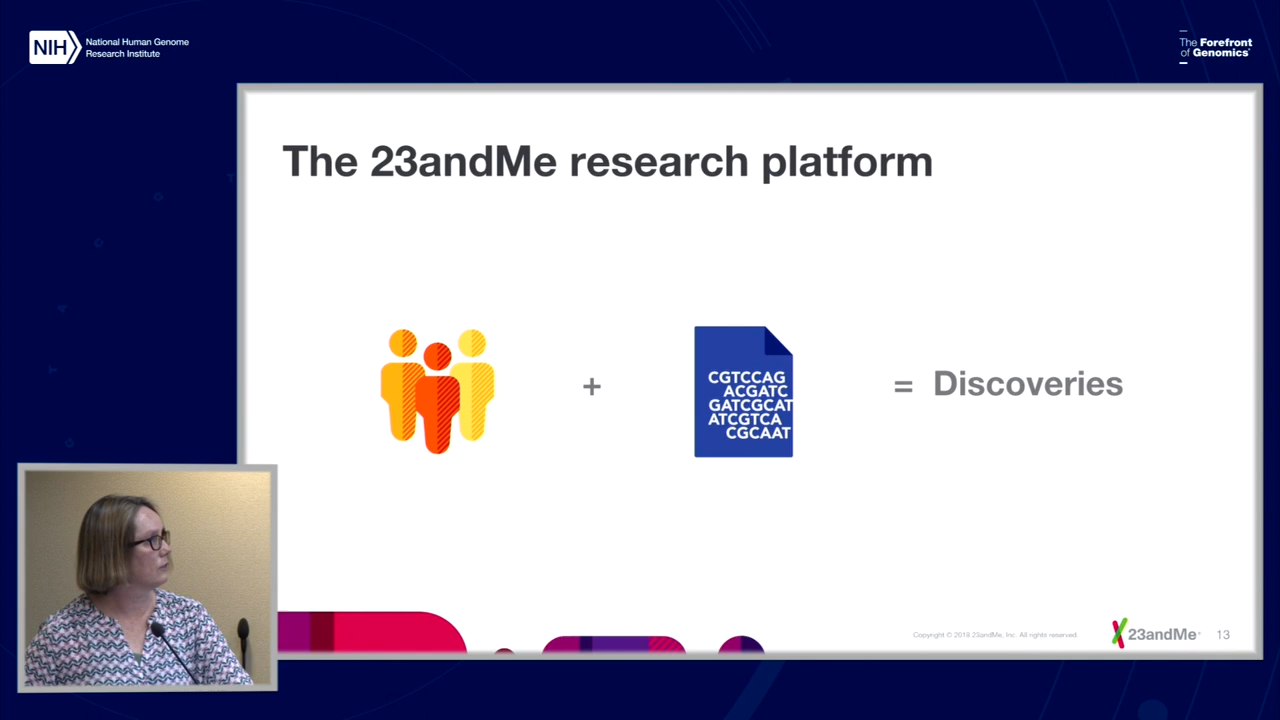 NIH
National Human Genome
Research Institute
The Forefront
of Genomics®
The 23andMe research platform
+
CGTCCAG
ACGATC
GATCGCAT
ATCGTCA
CGCAAT
= Discoveries
Copyright © 2018 23andMe, Inc. All rights reserved.
23andMe
13